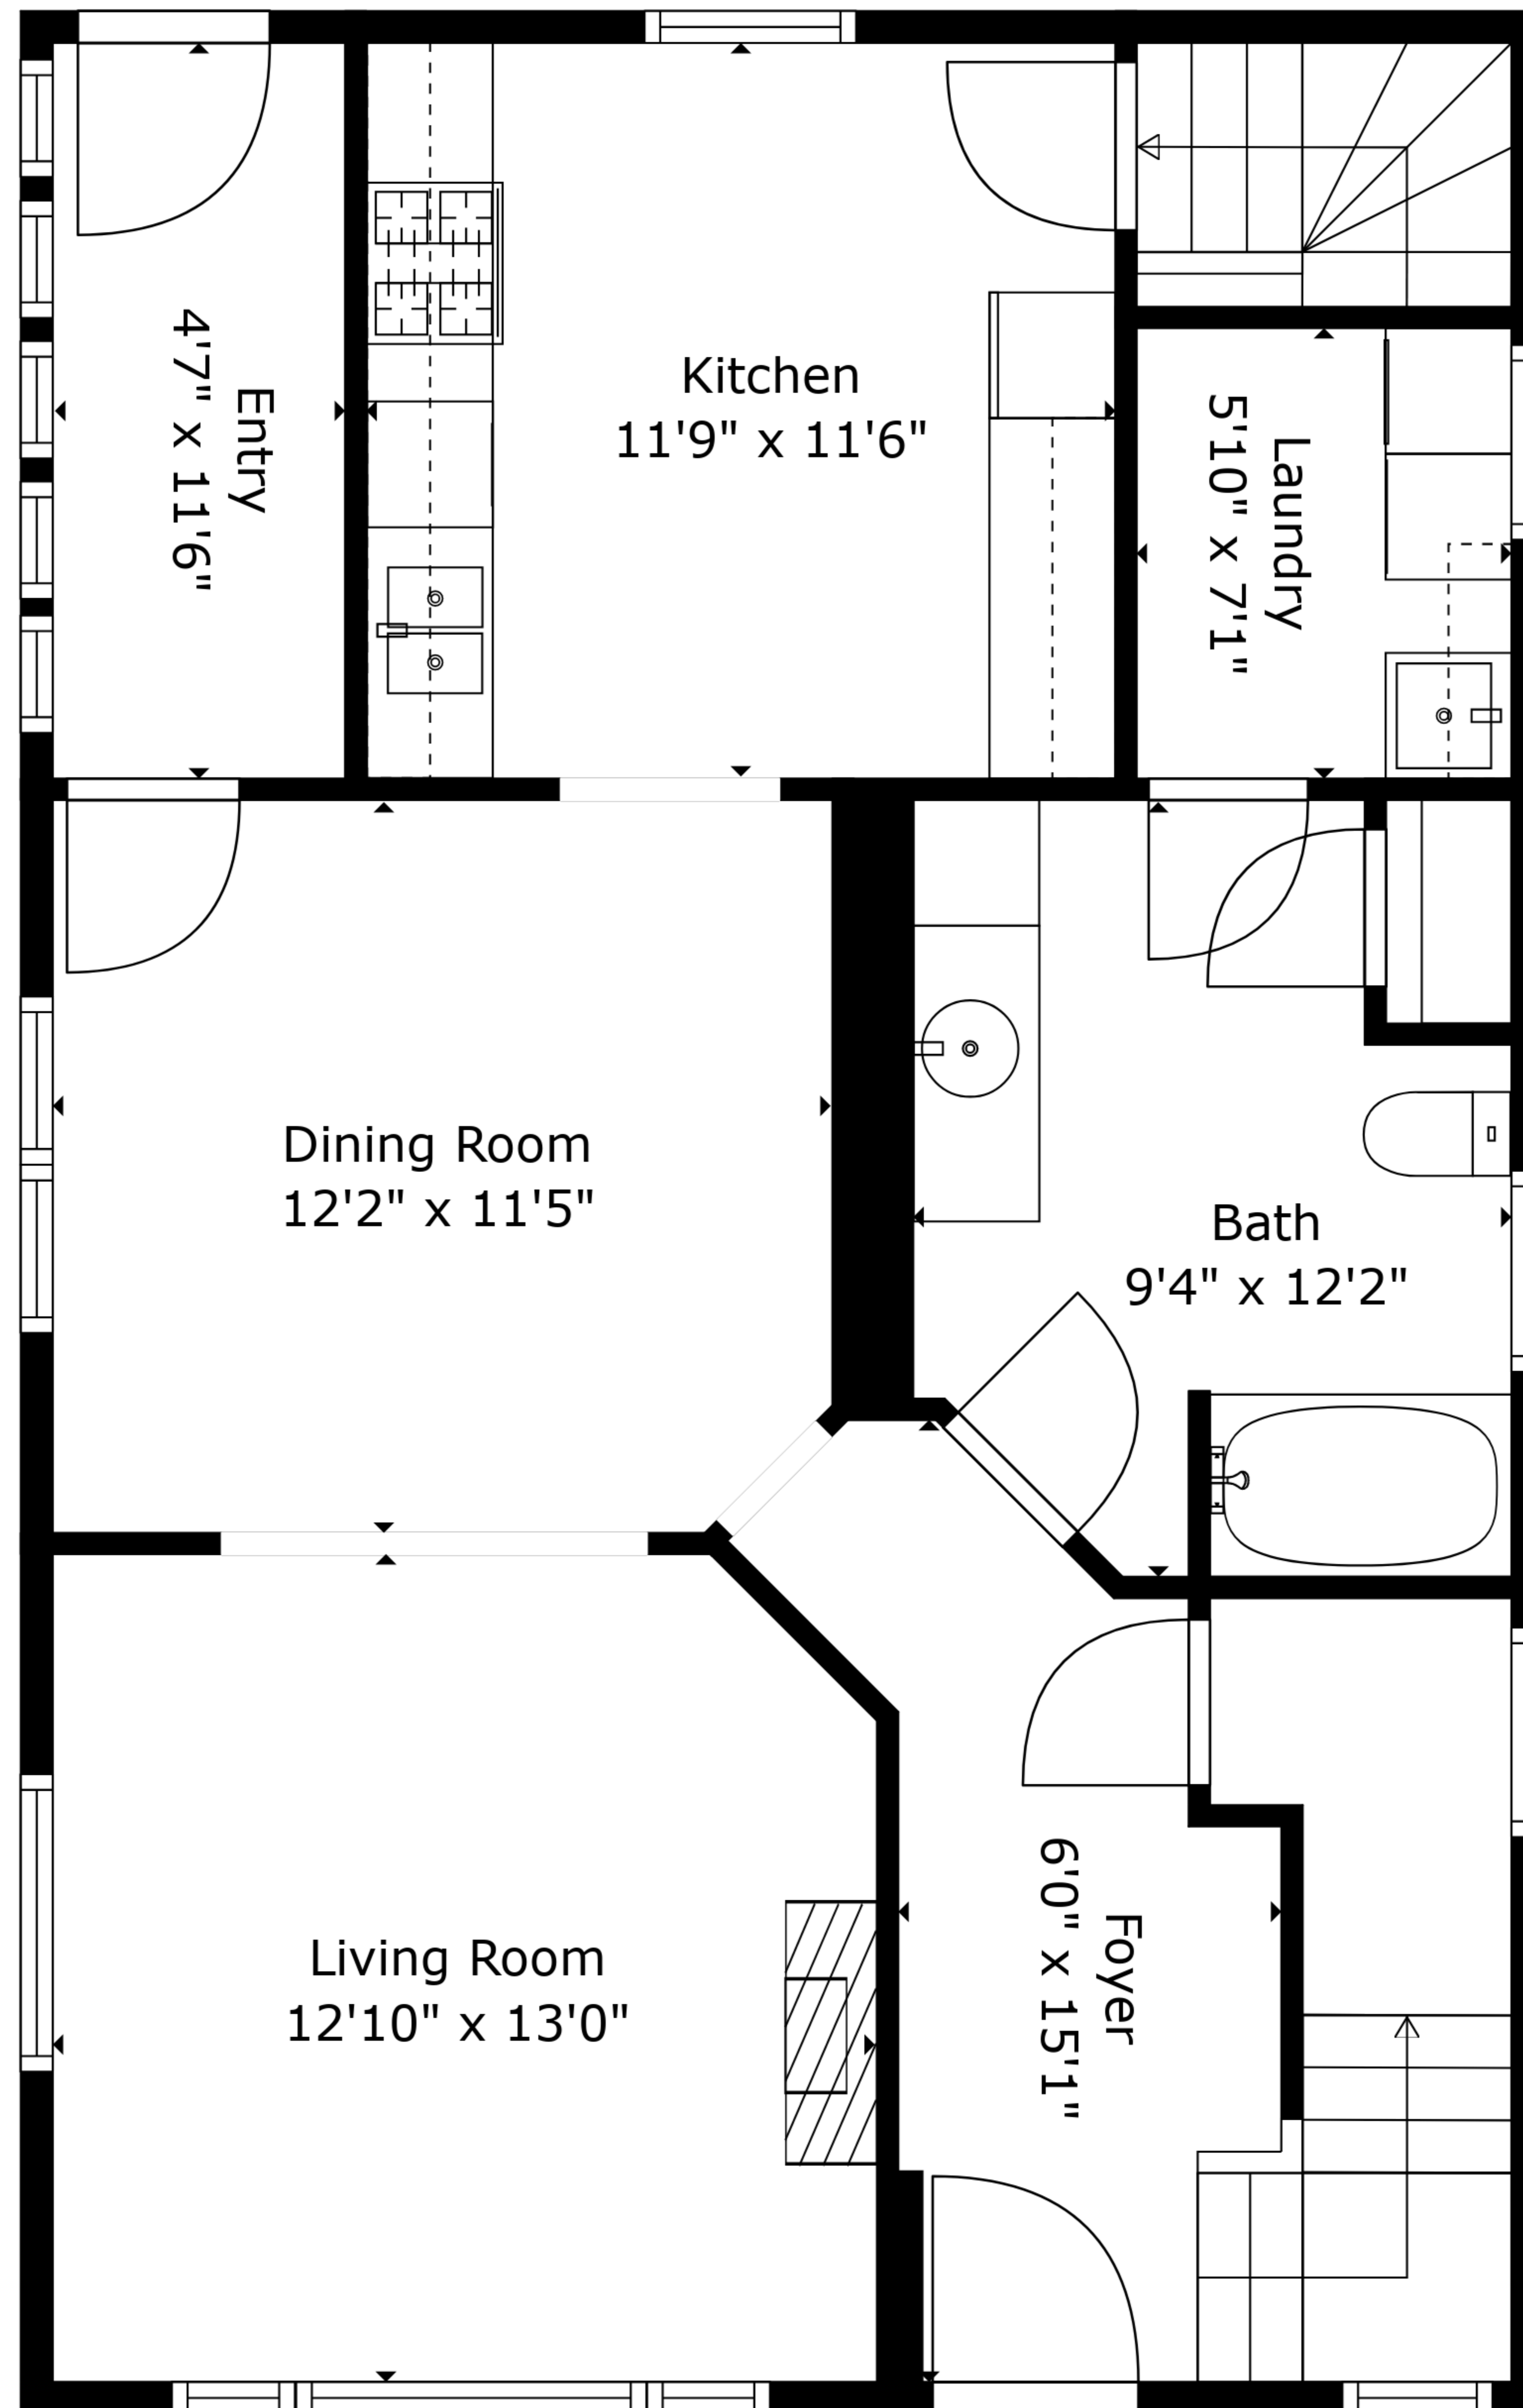 Kitchen
11'9" x 11'6"
Entry
4'7" x 11'6"
Laundry
5'10" x 7'1"
Dining Room
12'2" x 11'5"
Bath
9'4" x 12'2"
Living Room
12'10" x 13'0"
Foyer
6'0" x 15'1"